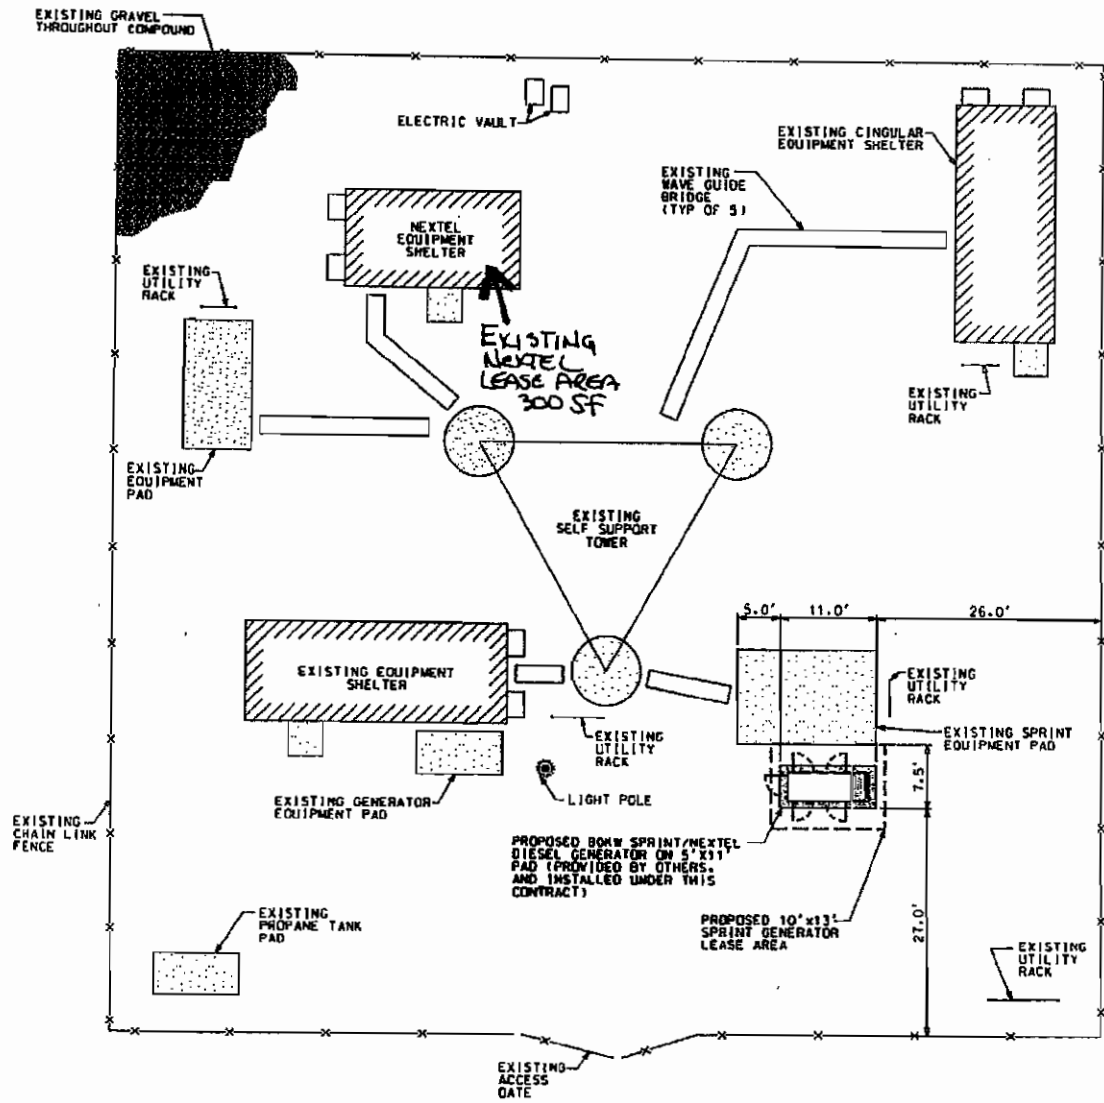 EXISTING GRAVEL
THROUGHOUT COMPOUND
ELECTRIC VAULT
EXISTING CINGULAR
EQUIPMENT SHELTER
EXISTING
WAVE GUIDE
BRIDGE
(TYP OF 5)
NEXTEL
EQUIPMENT
SHELTER
EXISTING
UTILITY
RACK
EXISTING
NEXTEL
LEASE AREA
300 SF
EXISTING
UTILITY
RACK
EXISTING
EQUIPMENT
PAD
EXISTING
SELF SUPPORT
TOWER
5.0'
11.0'
26.0'
EXISTING EQUIPMENT
SHELTER
EXISTING
UTILITY
RACK
EXISTING SPRINT
EQUIPMENT PAD
EXISTING
UTILITY
RACK
7.5'
EXISTING GENERATOR
EQUIPMENT PAD
LIGHT POLE
EXISTING
CHAIN LINK
FENCE
PROPOSED 80KW SPRINT/NEXTEL
DIESEL GENERATOR ON 5'X11'
PAD (PROVIDED BY OTHERS.
AND INSTALLED UNDER THIS
CONTRACT)
EXISTING
PROPANE TANK
PAD
PROPOSED 10'x13'
SPRINT GENERATOR
LEASE AREA
27.0'
EXISTING
UTILITY
RACK
EXISTING
ACCESS
GATE